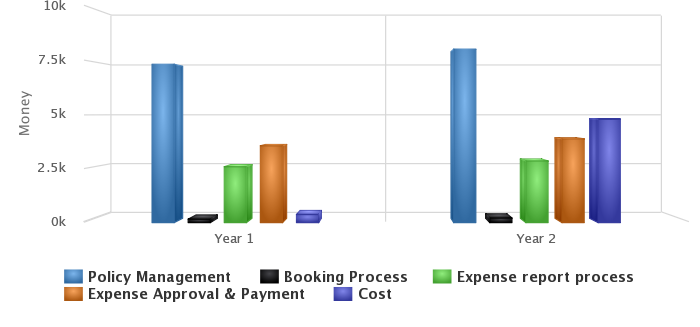 10k
7.5k
5k
2.5k
0k
Money
Year 1
Year 2
Policy Management
Booking Process
Expense report process
Expense Approval & Payment
Cost